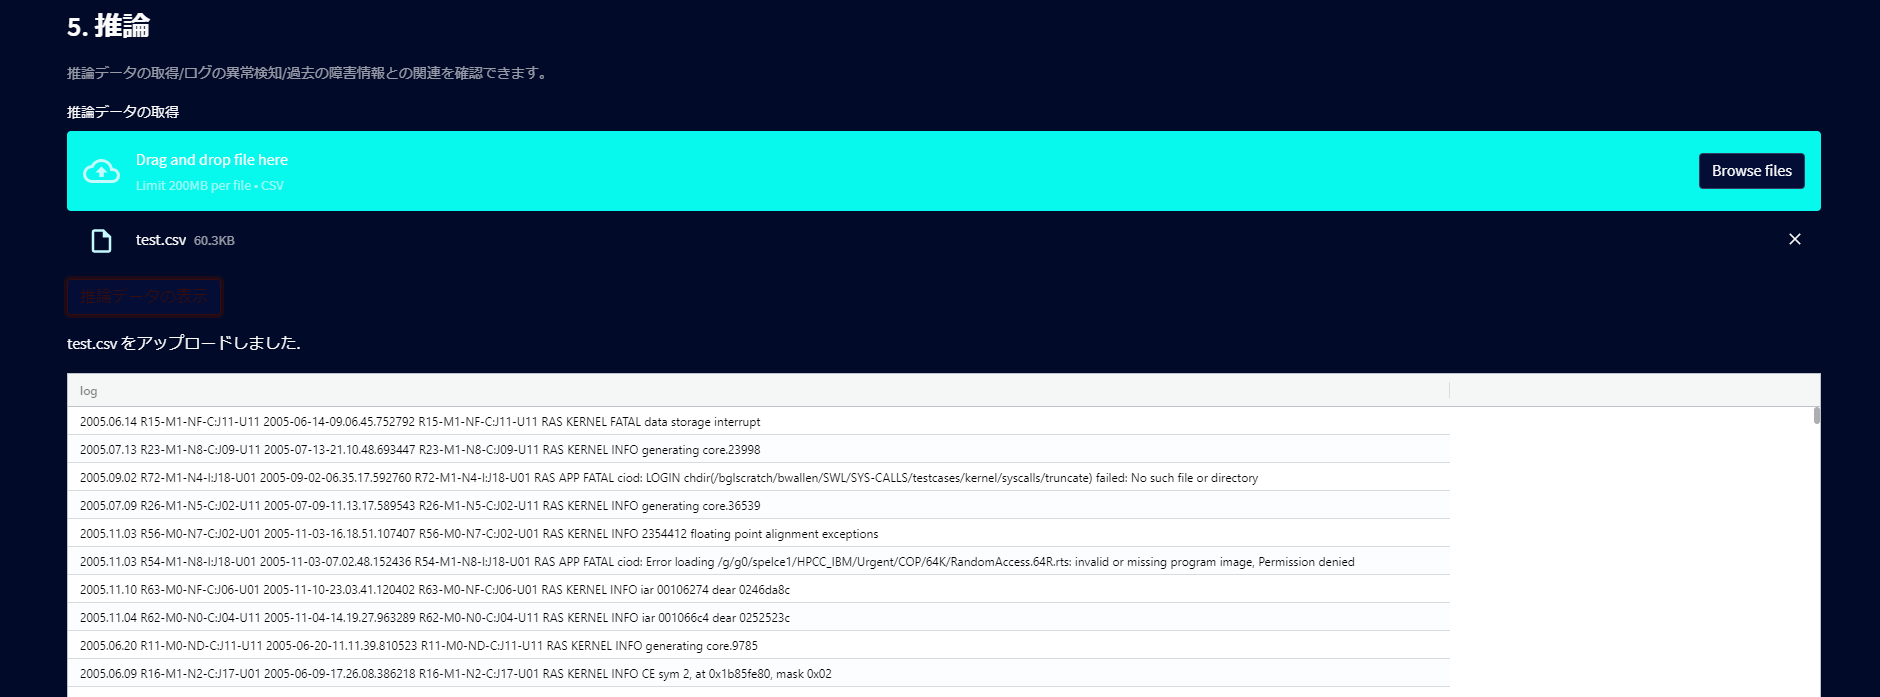 5. 推論
推論データの取得/ログの異常検知/過去の障害情報との関連を確認できます。
推論データの取得
Drag and drop file here
Limit 200MB per file • CSV
Browse files
test.csv 60.3KB
推論データの表示
test.csv をアップロードしました.
log
2005.06.14 R15-M1-NF-C:J11-U11 2005-06-14-09.06.45.752792 R15-M1-NF-C:J11-U11 RAS KERNEL FATAL data storage interrupt
2005.07.13 R23-M1-N8-C:J09-U11 2005-07-13-21.10.48.693447 R23-M1-N8-C:J09-U11 RAS KERNEL INFO generating core.23998
2005.09.02 R72-M1-N4-I:J18-U01 2005-09-02-06.35.17.592760 R72-M1-N4-I:J18-U01 RAS APP FATAL ciod: LOGIN chdir(/bglscratch/bwallen/SWL/SYS-CALLS/testcases/kernel/syscalls/truncate) failed: No such file or directory
2005.07.09 R26-M1-N5-C:J02-U11 2005-07-09-11.13.17.589543 R26-M1-N5-C:J02-U11 RAS KERNEL INFO generating core.36539
2005.11.03 R56-M0-N7-C:J02-U01 2005-11-03-16.18.51.107407 R56-M0-N7-C:J02-U01 RAS KERNEL INFO 2354412 floating point alignment exceptions
2005.11.03 R54-M1-N8-I:J18-U01 2005-11-03-07.02.48.152436 R54-M1-N8-I:J18-U01 RAS APP FATAL ciod: Error loading /g/g0/spelce1/HPCC_IBM/Urgent/COP/64K/RandomAccess.64R.rts: invalid or missing program image, Permission denied
2005.11.10 R63-M0-NF-C:J06-U01 2005-11-10-23.03.41.120402 R63-M0-NF-C:J06-U01 RAS KERNEL INFO iar 00106274 dear 0246da8c
2005.11.04 R62-M0-N0-C:J04-U11 2005-11-04-14.19.27.963289 R62-M0-N0-C:J04-U11 RAS KERNEL INFO iar 001066c4 dear 0252523c
2005.06.20 R11-M0-ND-C:J11-U11 2005-06-20-11.11.39.810523 R11-M0-ND-C:J11-U11 RAS KERNEL INFO generating core.9785
2005.06.09 R16-M1-N2-C:J17-U01 2005-06-09-17.26.08.386218 R16-M1-N2-C:J17-U01 RAS KERNEL INFO CE sym 2, at 0x1b85fe80, mask 0x02